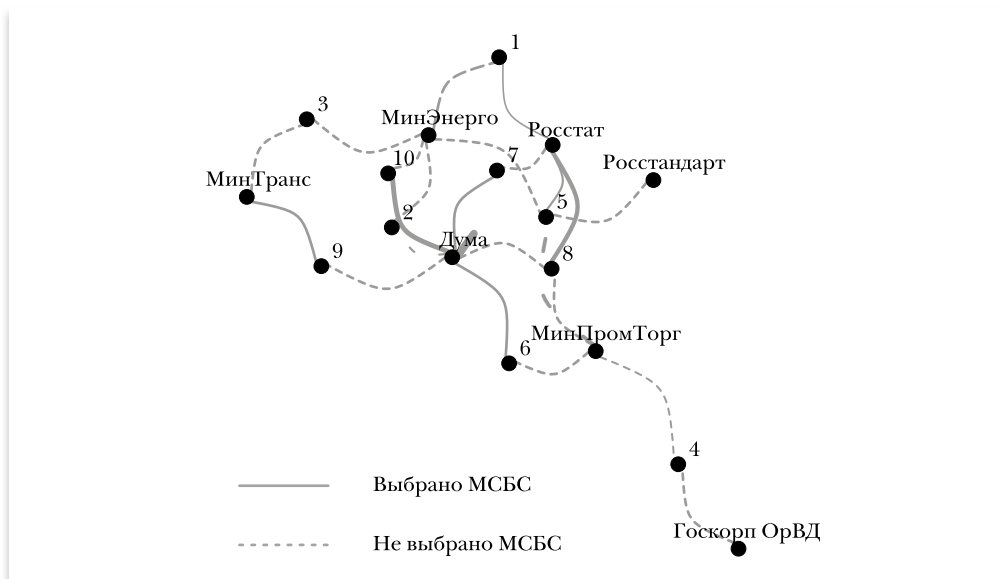 1
3
МинЭнерго
Росстат
7
10
Росстандарт
МинТранс
5
2
Дума
9
8
МинПромТорг
6
4
Выбрано МСБС
Госкорп ОрВД
Не выбрано МСБС